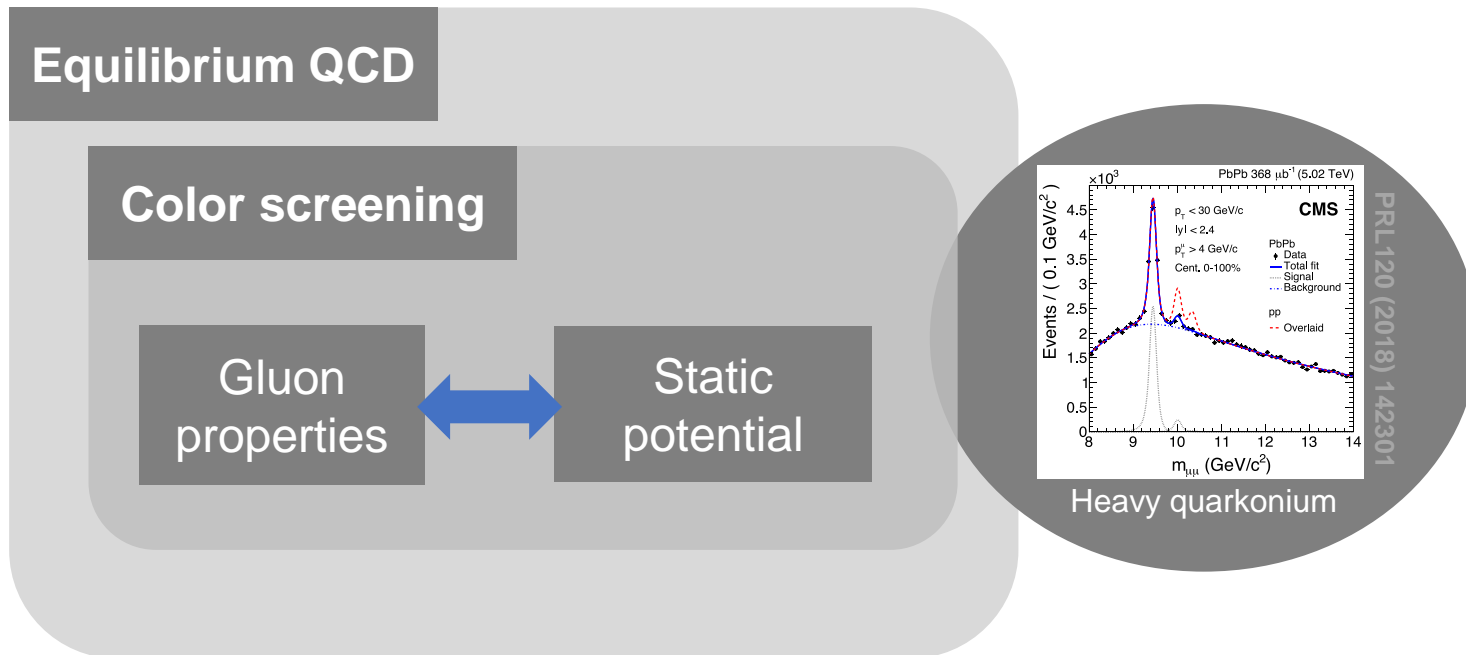 Equilibrium QCD
Color screening
Gluon
properties
Static
potential
PbPb 368 μb⁻¹ (5.02 TeV)
×10³
Events / ( 0.1 GeV/c²)
4.5
4
3.5
3
2.5
2
1.5
1
0.5
0
p_T < 30 GeV/c
|y| < 2.4
p_T^μ > 4 GeV/c
Cent. 0-100%
CMS
PbPb
Data
Total fit
Signal
Background
pp
Overlaid
8 9 10 11 12 13 14
m_μμ (GeV/c²)
PRL120 (2018) 142301
Heavy quarkonium